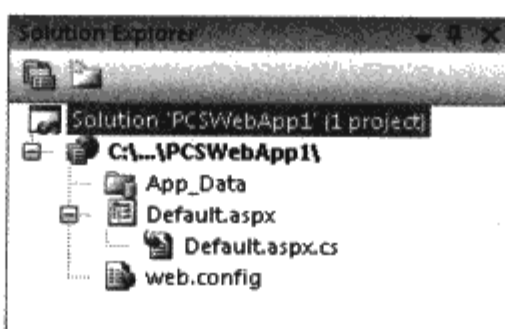 Solution Explorer
Solution 'PCSWebApp1' (1 project)
C:\...\PCSWebApp1\
App_Data
Default.aspx
Default.aspx.cs
web.config